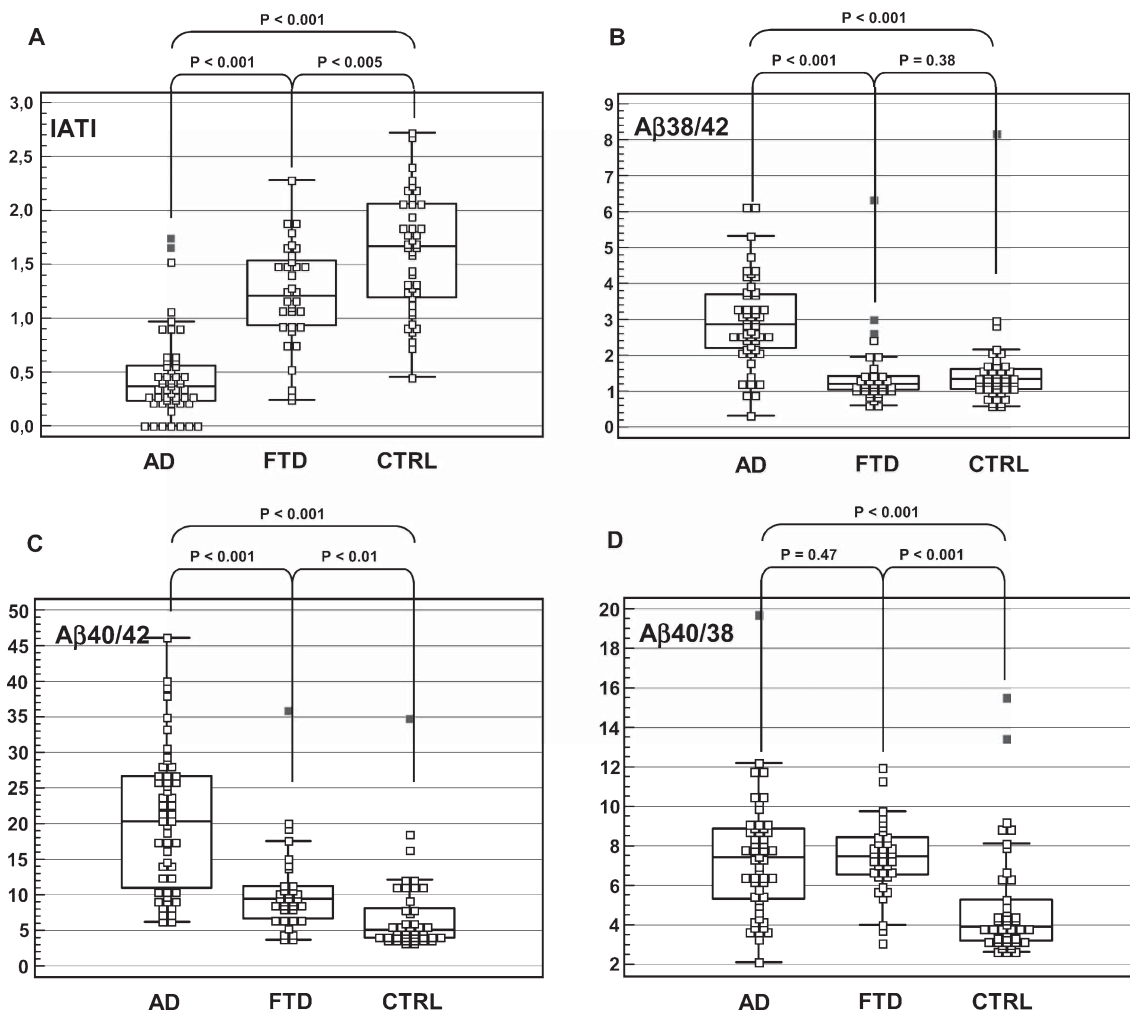 A
P < 0.001
P < 0.001
P < 0.005
IATI
3,0
2,5
2,0
1,5
1,0
0,5
0,0
AD
FTD
CTRL
B
P < 0.001
P < 0.001
P = 0.38
Aβ38/42
9
8
7
6
5
4
3
2
1
0
AD
FTD
CTRL
C
P < 0.001
P < 0.001
P < 0.01
Aβ40/42
50
45
40
35
30
25
20
15
10
5
0
AD
FTD
CTRL
D
P < 0.001
P = 0.47
P < 0.001
Aβ40/38
20
18
16
14
12
10
8
6
4
2
AD
FTD
CTRL